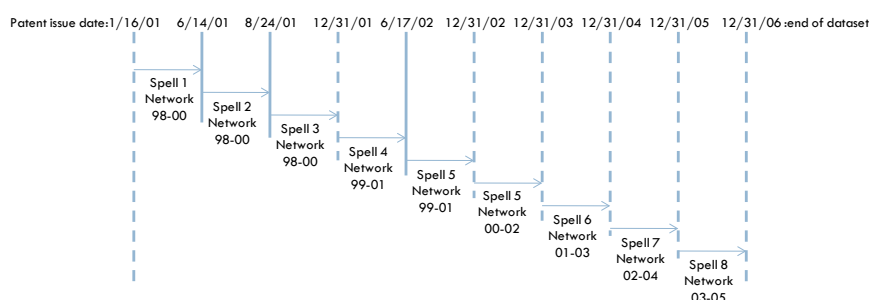 Patent issue date:1/16/01 6/14/01 8/24/01 12/31/01 6/17/02 12/31/02 12/31/03 12/31/04 12/31/05 12/31/06 :end of dataset
Spell 1
Network
98-00
Spell 2
Network
98-00
Spell 3
Network
98-00
Spell 4
Network
99-01
Spell 5
Network
99-01
Spell 5
Network
00-02
Spell 6
Network
01-03
Spell 7
Network
02-04
Spell 8
Network
03-05